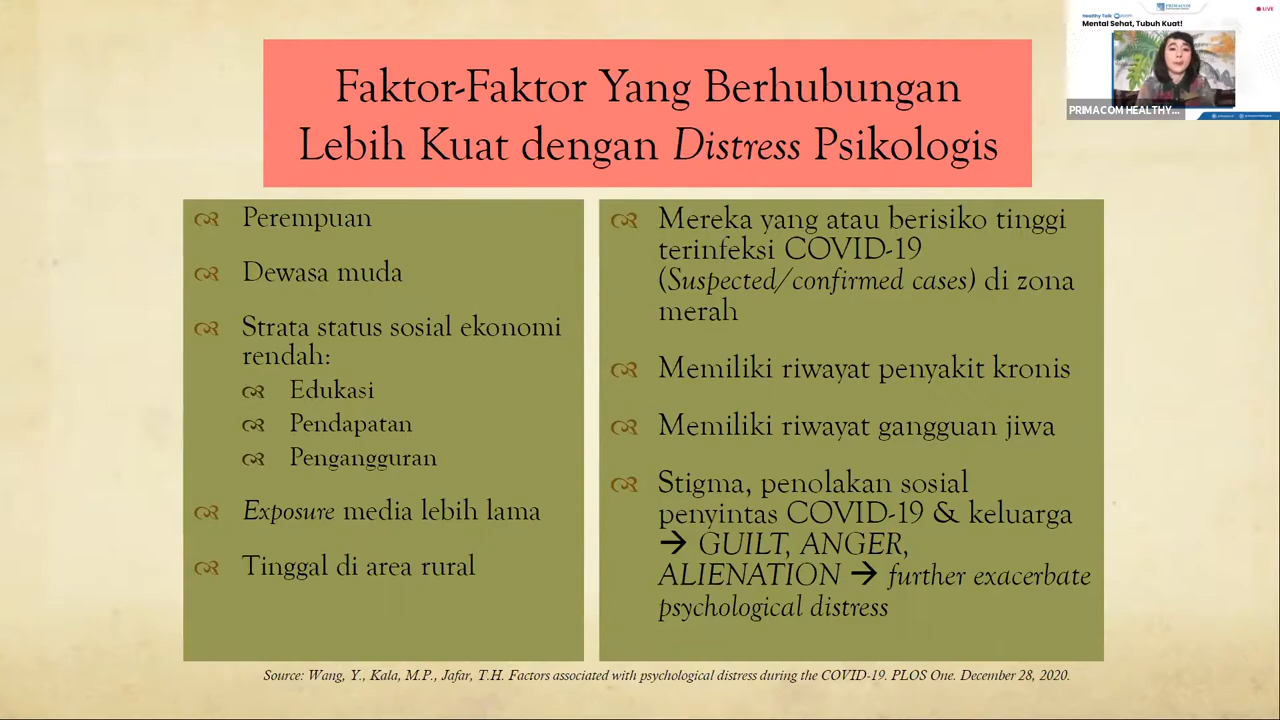 PRIMACOM
LIVE
Healthy Talk
Mental Sehat, Tubuh Kuat!
PRIMACOM HEALTHY...
Faktor-Faktor Yang Berhubungan
Lebih Kuat dengan Distress Psikologis
Perempuan
Dewasa muda
Strata status sosial ekonomi
rendah:
Edukasi
Pendapatan
Pengangguran
Exposure media lebih lama
Tinggal di area rural
Mereka yang atau berisiko tinggi
terinfeksi COVID-19
(Suspected/confirmed cases) di zona
merah
Memiliki riwayat penyakit kronis
Memiliki riwayat gangguan jiwa
Stigma, penolakan sosial
penyintas COVID-19 & keluarga
→ GUILT, ANGER,
ALIENATION → further exacerbate
psychological distress
Source: Wang, Y., Kala, M.P., Jafar, T.H. Factors associated with psychological distress during the COVID-19. PLOS One. December 28, 2020.